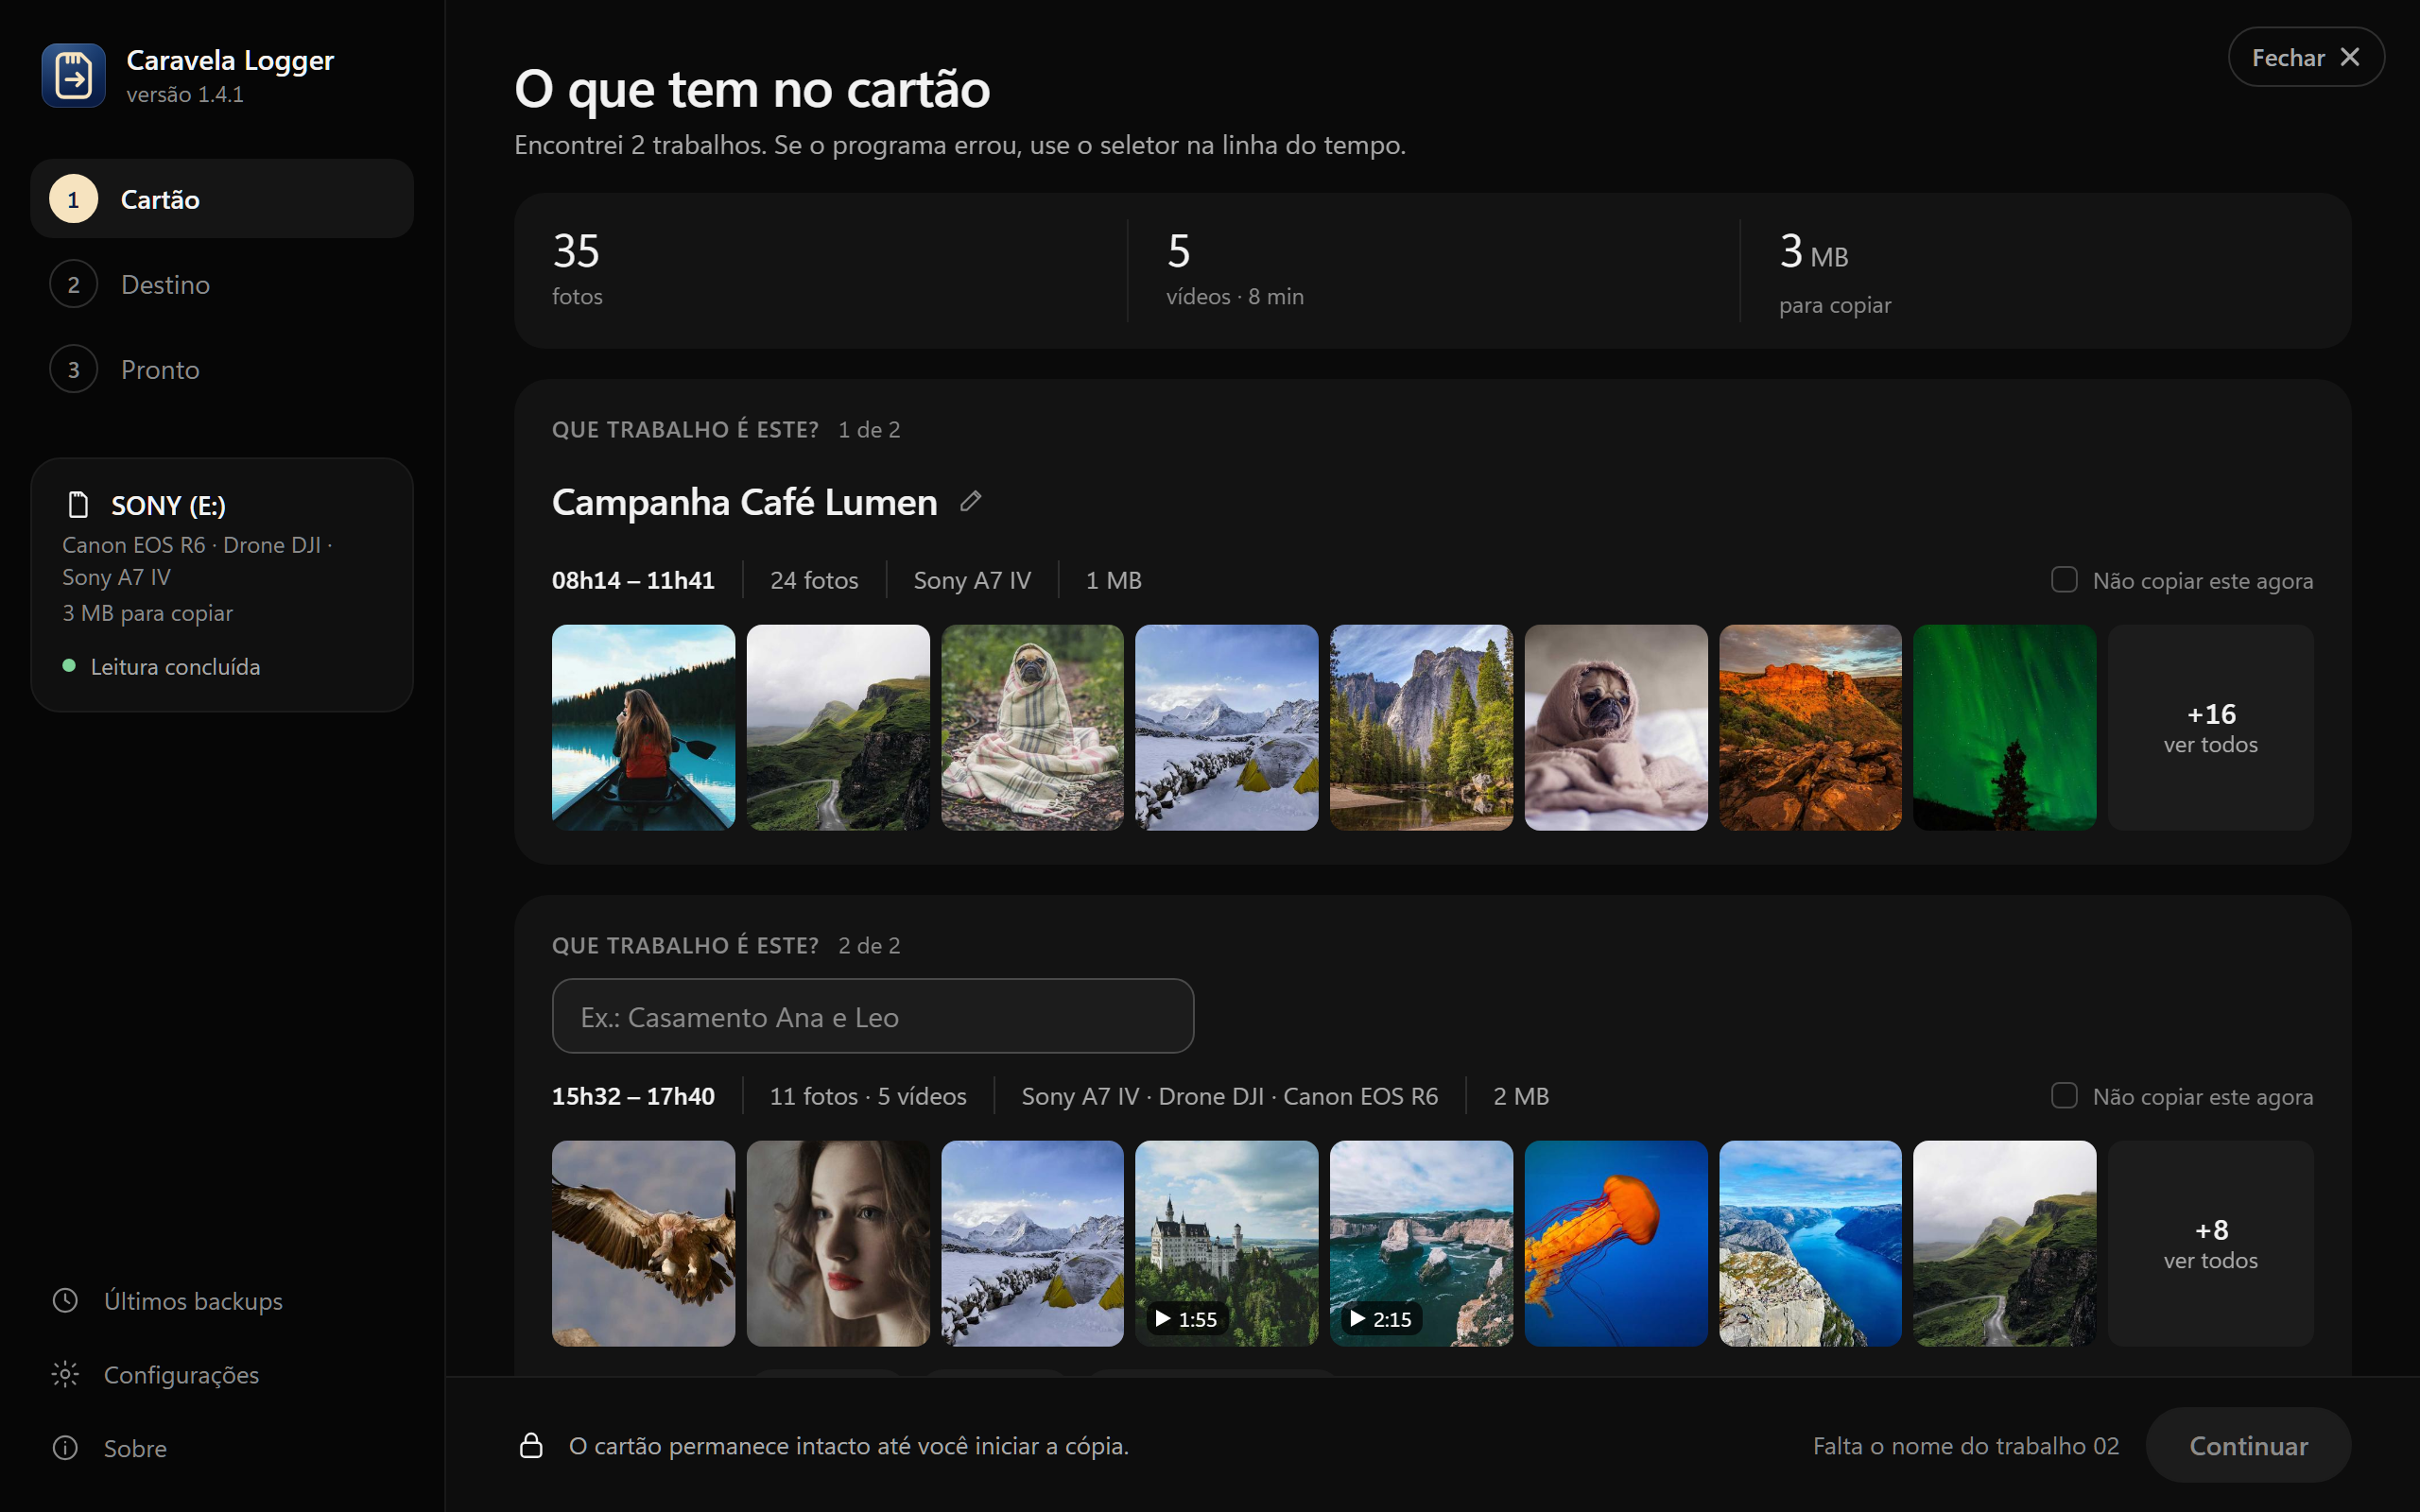 Caravela Logger
versão 1.4.1
1 Cartão
2 Destino
3 Pronto
SONY (E:)
Canon EOS R6 · Drone DJI ·
Sony A7 IV
3 MB para copiar
Leitura concluída
Últimos backups
Configurações
Sobre
Fechar
O que tem no cartão
Encontrei 2 trabalhos. Se o programa errou, use o seletor na linha do tempo.
35
fotos
5
vídeos · 8 min
3 MB
para copiar
QUE TRABALHO É ESTE? 1 de 2
Campanha Café Lumen
08h14 – 11h41 24 fotos Sony A7 IV 1 MB Não copiar este agora
+16
ver todos
QUE TRABALHO É ESTE? 2 de 2
Ex.: Casamento Ana e Leo
15h32 – 17h40 11 fotos · 5 vídeos Sony A7 IV · Drone DJI · Canon EOS R6 2 MB Não copiar este agora
1:55
2:15
+8
ver todos
O cartão permanece intacto até você iniciar a cópia. Falta o nome do trabalho 02 Continuar